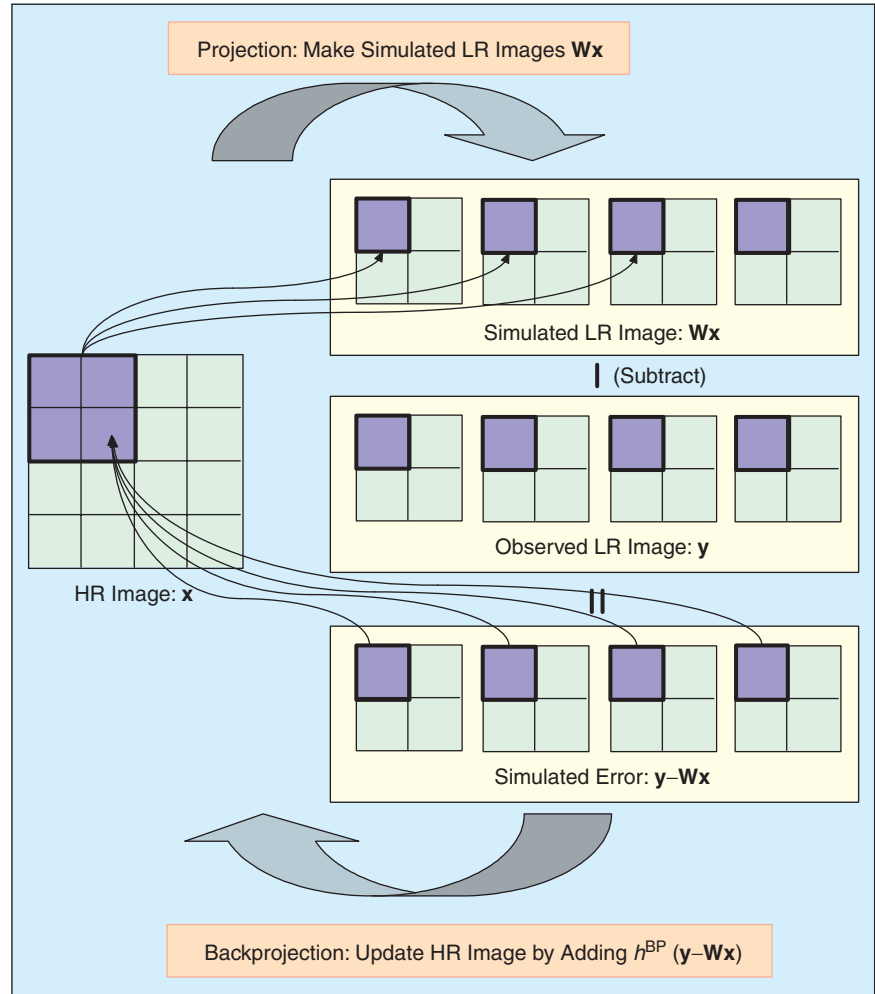 Projection: Make Simulated LR Images Wx
Simulated LR Image: Wx
(Subtract)
Observed LR Image: y
HR Image: x
Simulated Error: y–Wx
Backprojection: Update HR Image by Adding h^BP (y–Wx)